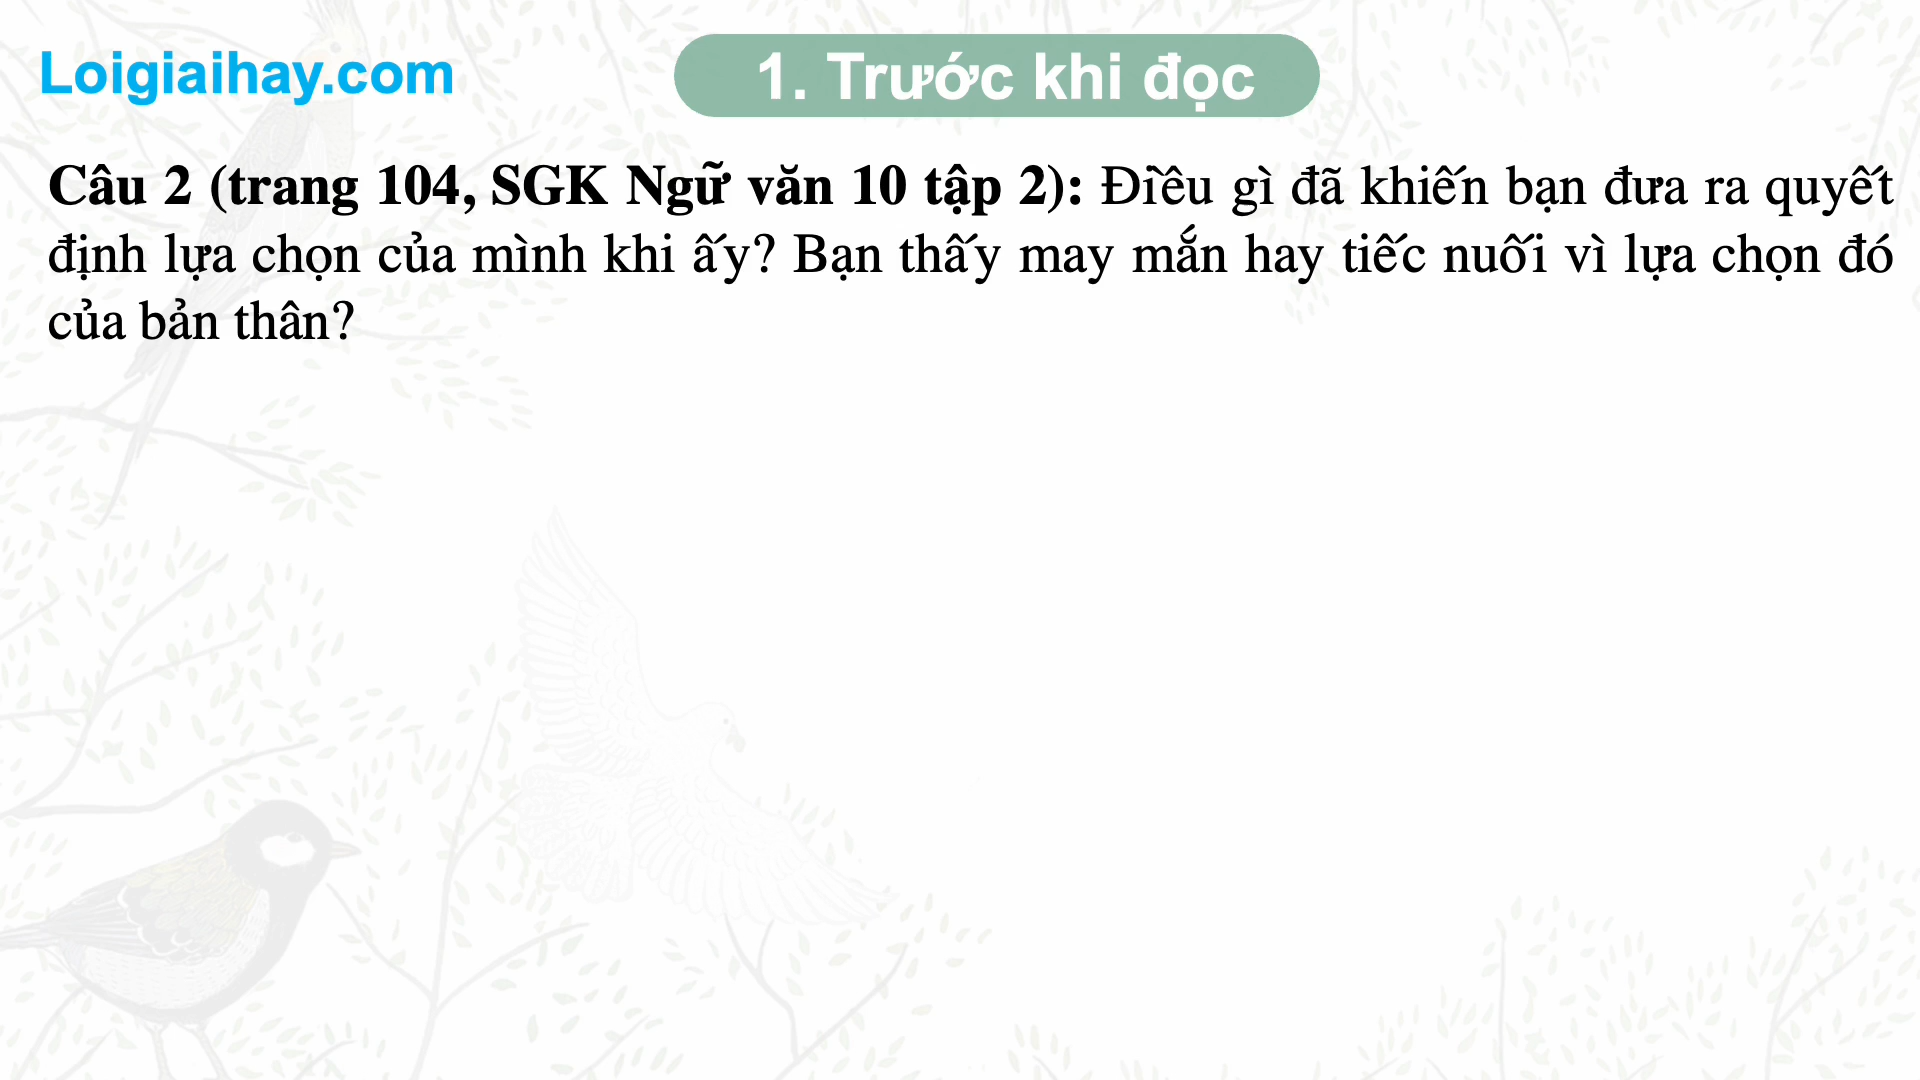 Loigiaihay.com
1. Trước khi đọc
Câu 2 (trang 104, SGK Ngữ văn 10 tập 2): Điều gì đã khiến bạn đưa ra quyết
định lựa chọn của mình khi ấy? Bạn thấy may mắn hay tiếc nuối vì lựa chọn đó
của bản thân?